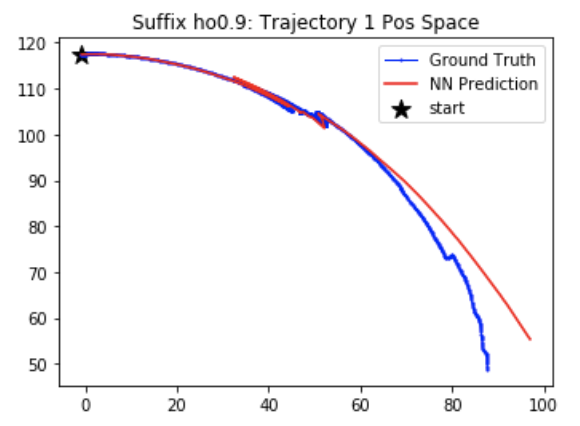 Suffix ho0.9: Trajectory 1 Pos Space
120
110
100
90
80
70
60
50
0 20 40 60 80 100
Ground Truth
NN Prediction
start